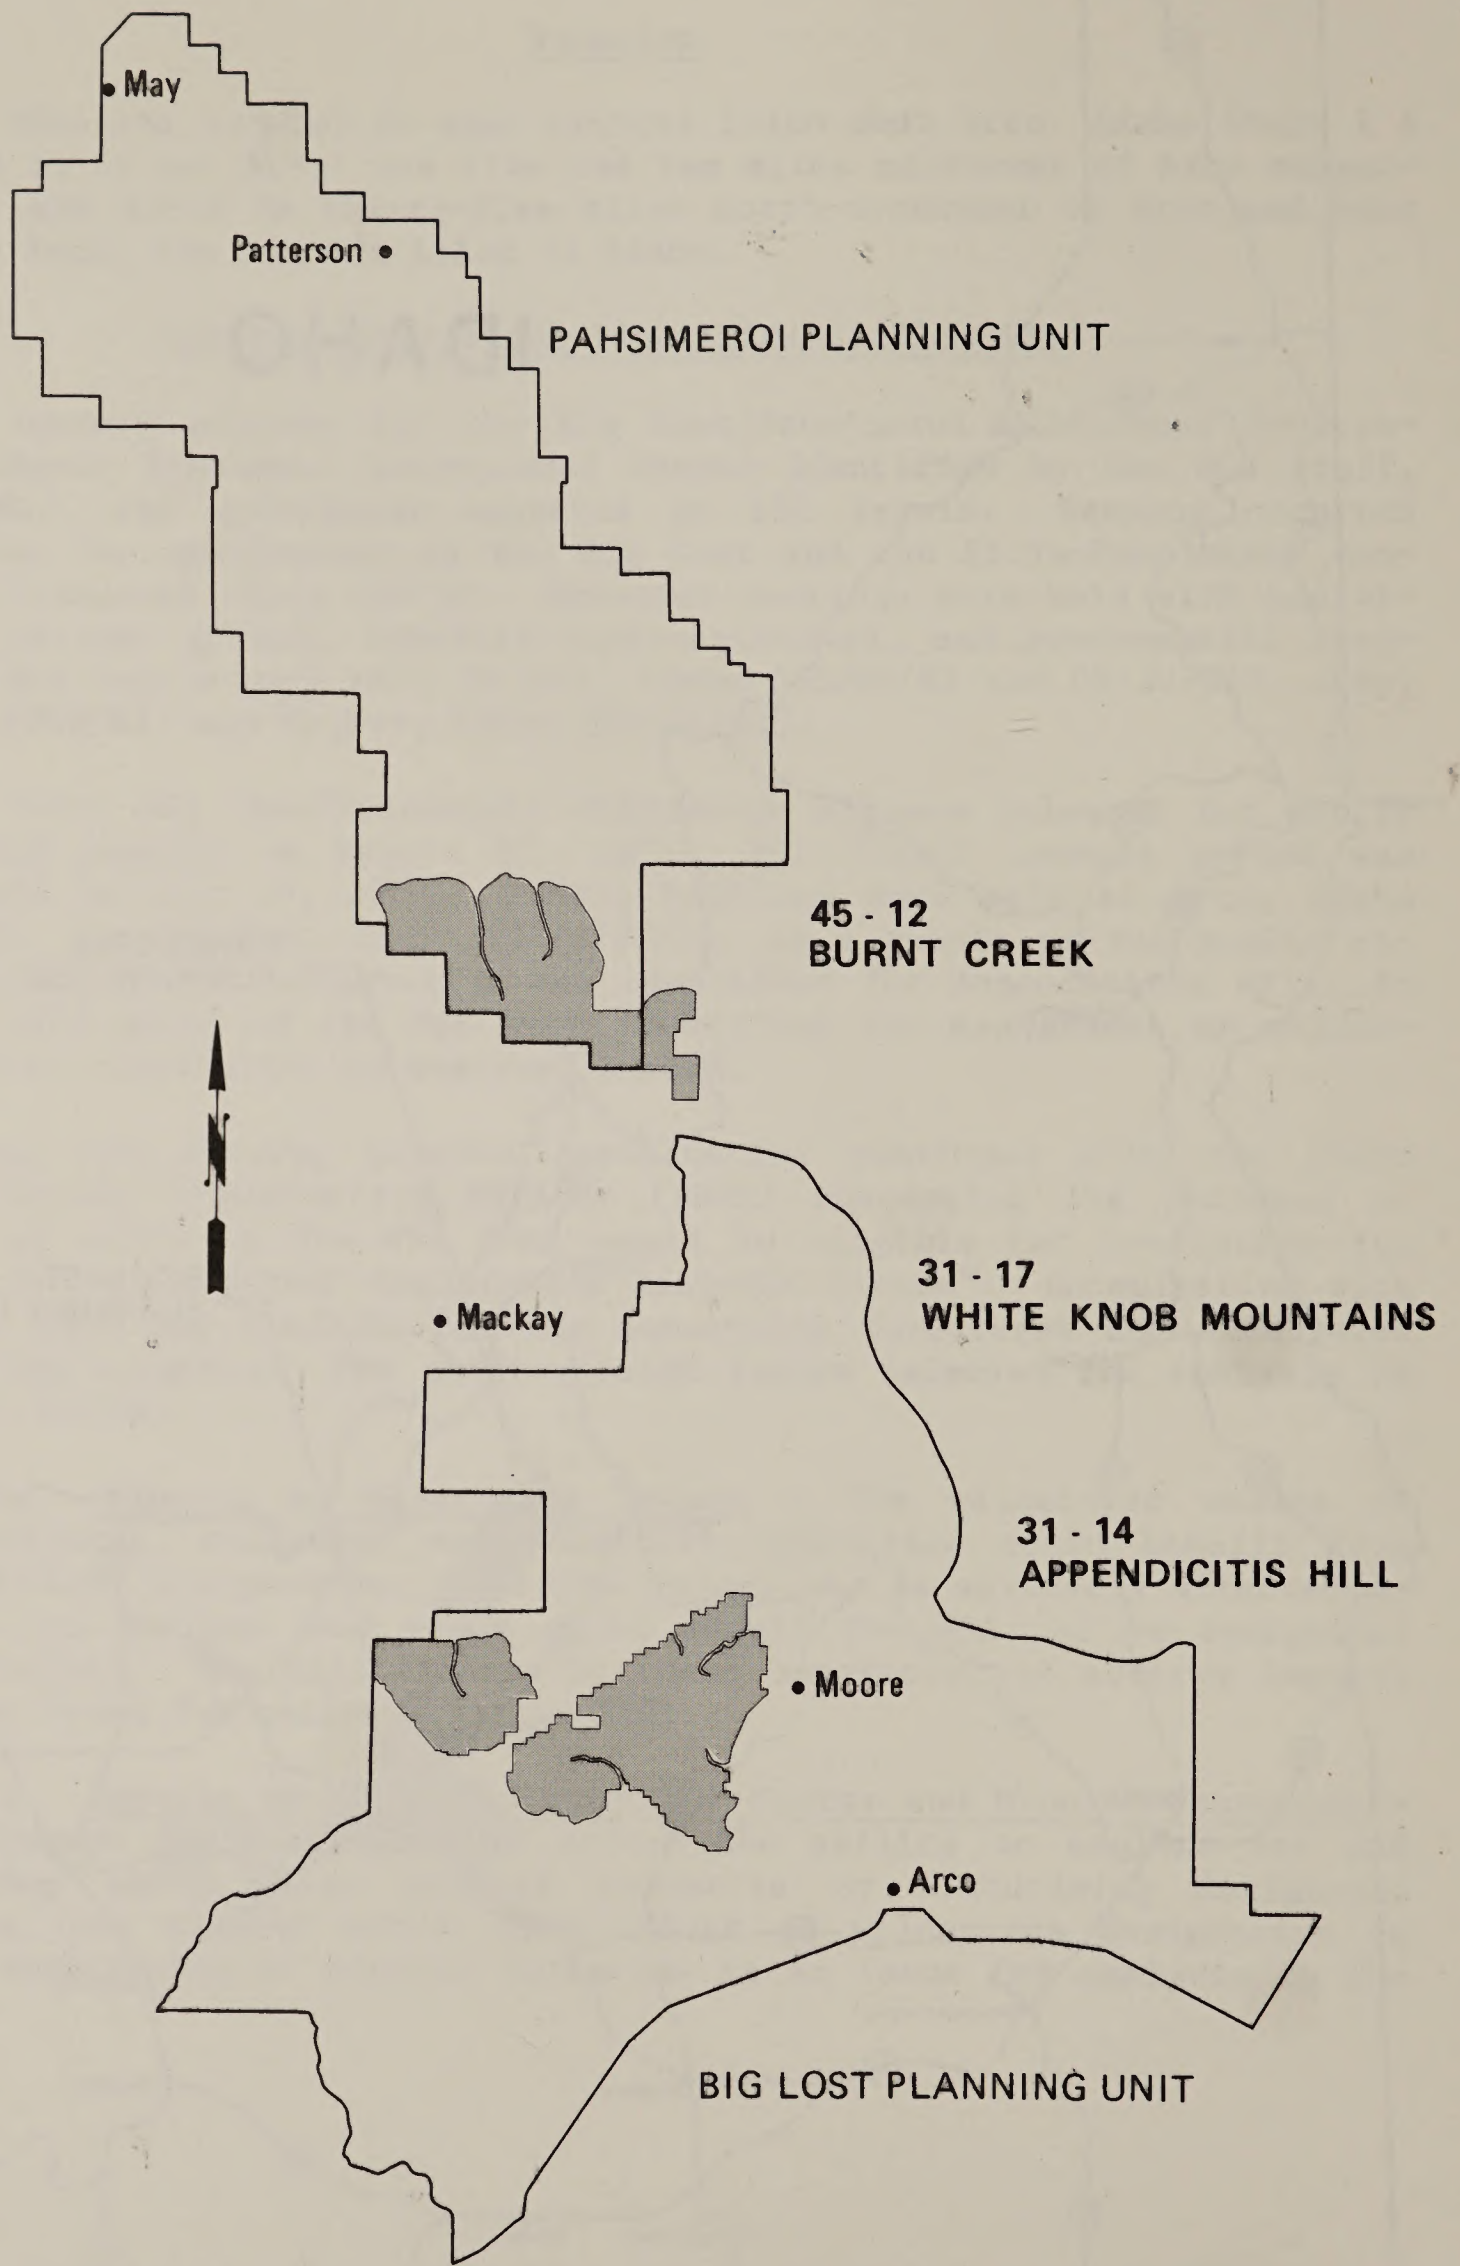 May
Patterson
PAHSIMEROI PLANNING UNIT
45 - 12
BURNT CREEK
N
Mackay
31 - 17
WHITE KNOB MOUNTAINS
31 - 14
APPENDICITIS HILL
Moore
Arco
BIG LOST PLANNING UNIT